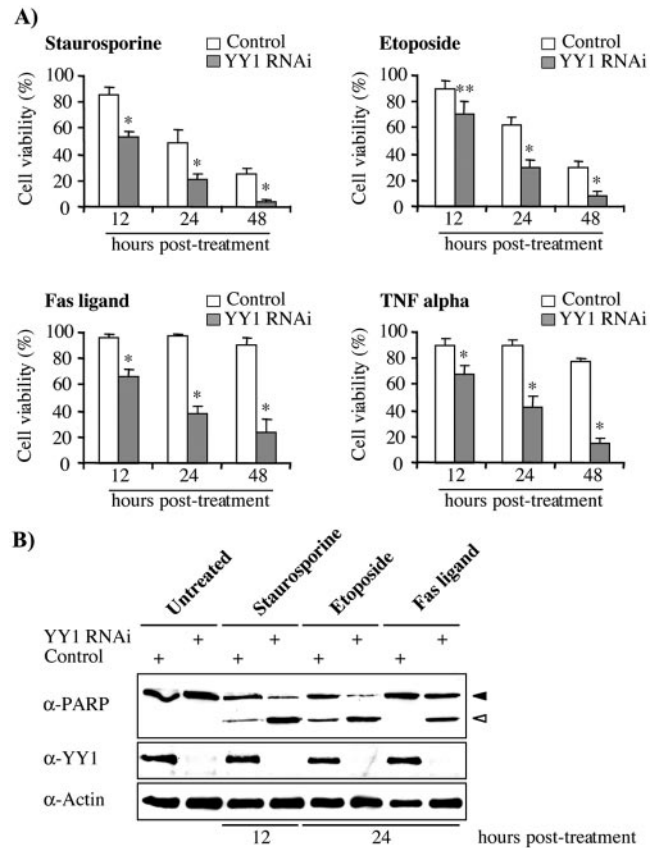 A)
Staurosporine
Control
YY1 RNAi
Cell viability (%)
100
80
60
40
20
0
*
*
*
12 24 48
hours post-treatment
Etoposide
Control
YY1 RNAi
Cell viability (%)
100
80
60
40
20
0
**
*
*
12 24 48
hours post-treatment
Fas ligand
Control
YY1 RNAi
Cell viability (%)
100
80
60
40
20
0
*
*
*
12 24 48
hours post-treatment
TNF alpha
Control
YY1 RNAi
Cell viability (%)
100
80
60
40
20
0
*
*
*
12 24 48
hours post-treatment
B)
Untreated Staurosporine Etoposide Fas ligand
YY1 RNAi + + + +
Control + + + +
α-PARP
α-YY1
α-Actin
12 24 hours post-treatment